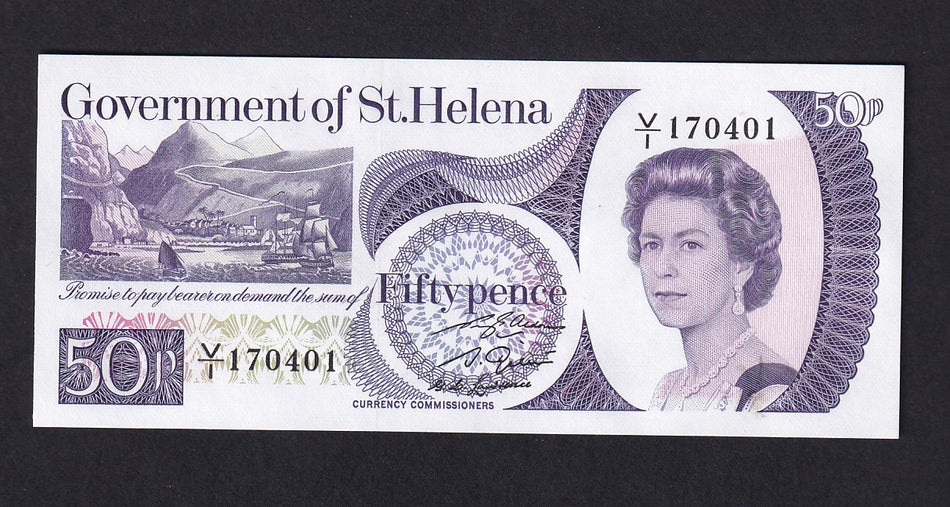 Government of St.Helena
50p
V/1 170401
Promise to pay bearer on demand the sum of
Fifty pence
50p
V/1 170401
CURRENCY COMMISSIONERS